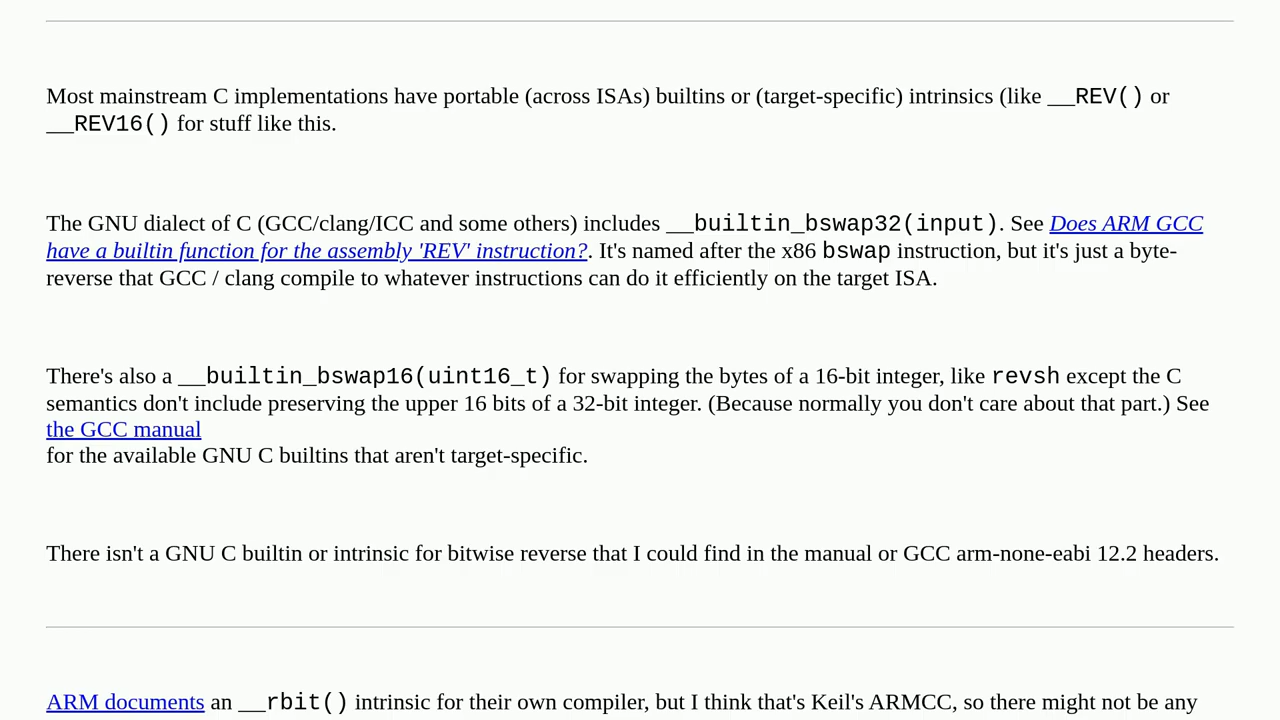 Most mainstream C implementations have portable (across ISAs) builtins or (target-specific) intrinsics (like __REV() or
__REV16() for stuff like this.
The GNU dialect of C (GCC/clang/ICC and some others) includes __builtin_bswap32(input). See Does ARM GCC
have a builtin function for the assembly 'REV' instruction?. It's named after the x86 bswap instruction, but it's just a byte-
reverse that GCC / clang compile to whatever instructions can do it efficiently on the target ISA.
There's also a __builtin_bswap16(uint16_t) for swapping the bytes of a 16-bit integer, like revsh except the C
semantics don't include preserving the upper 16 bits of a 32-bit integer. (Because normally you don't care about that part.) See
the GCC manual
for the available GNU C builtins that aren't target-specific.
There isn't a GNU C builtin or intrinsic for bitwise reverse that I could find in the manual or GCC arm-none-eabi 12.2 headers.
ARM documents an __rbit() intrinsic for their own compiler, but I think that's Keil's ARMCC, so there might not be any